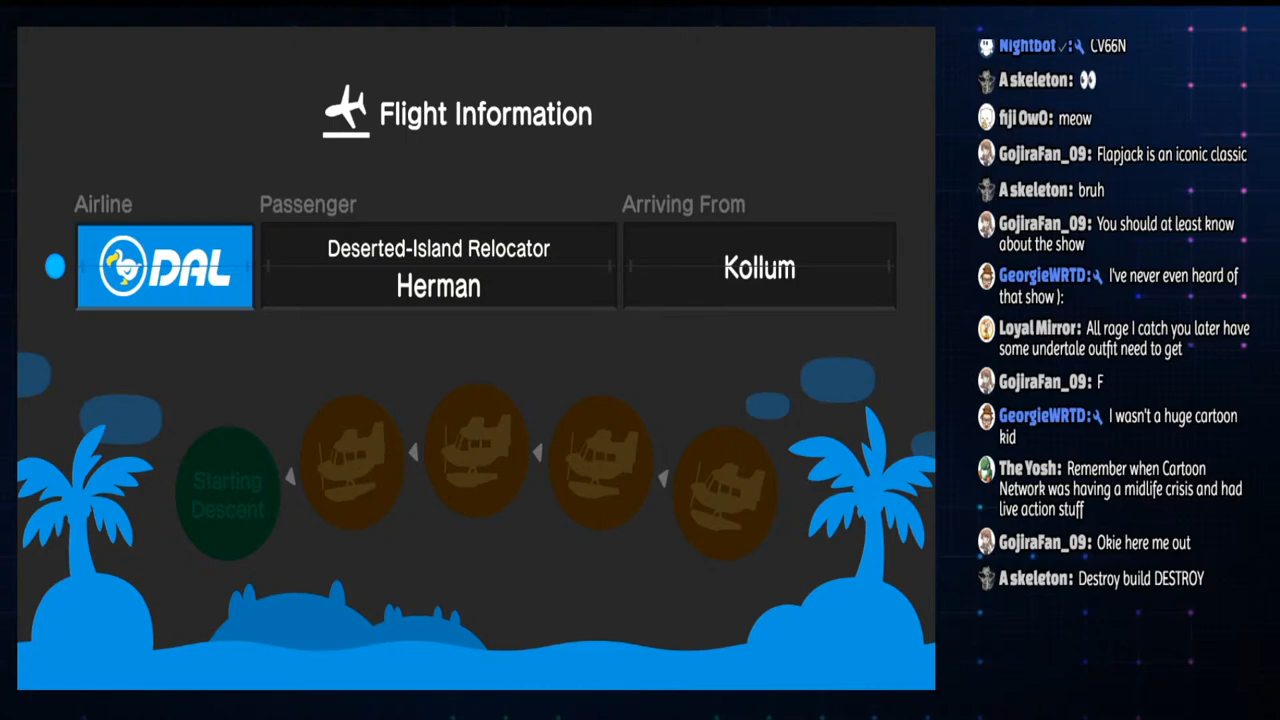 Flight Information
Airline
Passenger
Arriving From
DAL
Deserted-Island Relocator
Herman
Kollum
Starting
Descent
Nightbot: CV66N
A skeleton: 👀
fiji OwO: meow
GojiraFan_09: Flapjack is an iconic classic
A skeleton: bruh
GojiraFan_09: You should at least know
about the show
GeorgieWRTD: I've never even heard of
that show ):
Loyal Mirror: All rage I catch you later have
some undertale outfit need to get
GojiraFan_09: F
GeorgieWRTD: I wasn't a huge cartoon
kid
The Yosh: Remember when Cartoon
Network was having a midlife crisis and had
live action stuff
GojiraFan_09: Okie here me out
A skeleton: Destroy build DESTROY